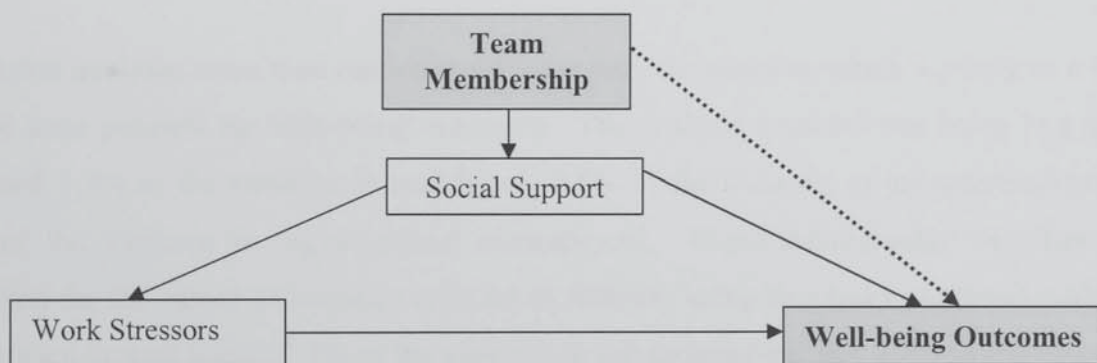 Team
Membership
Social Support
Work Stressors
Well-being Outcomes